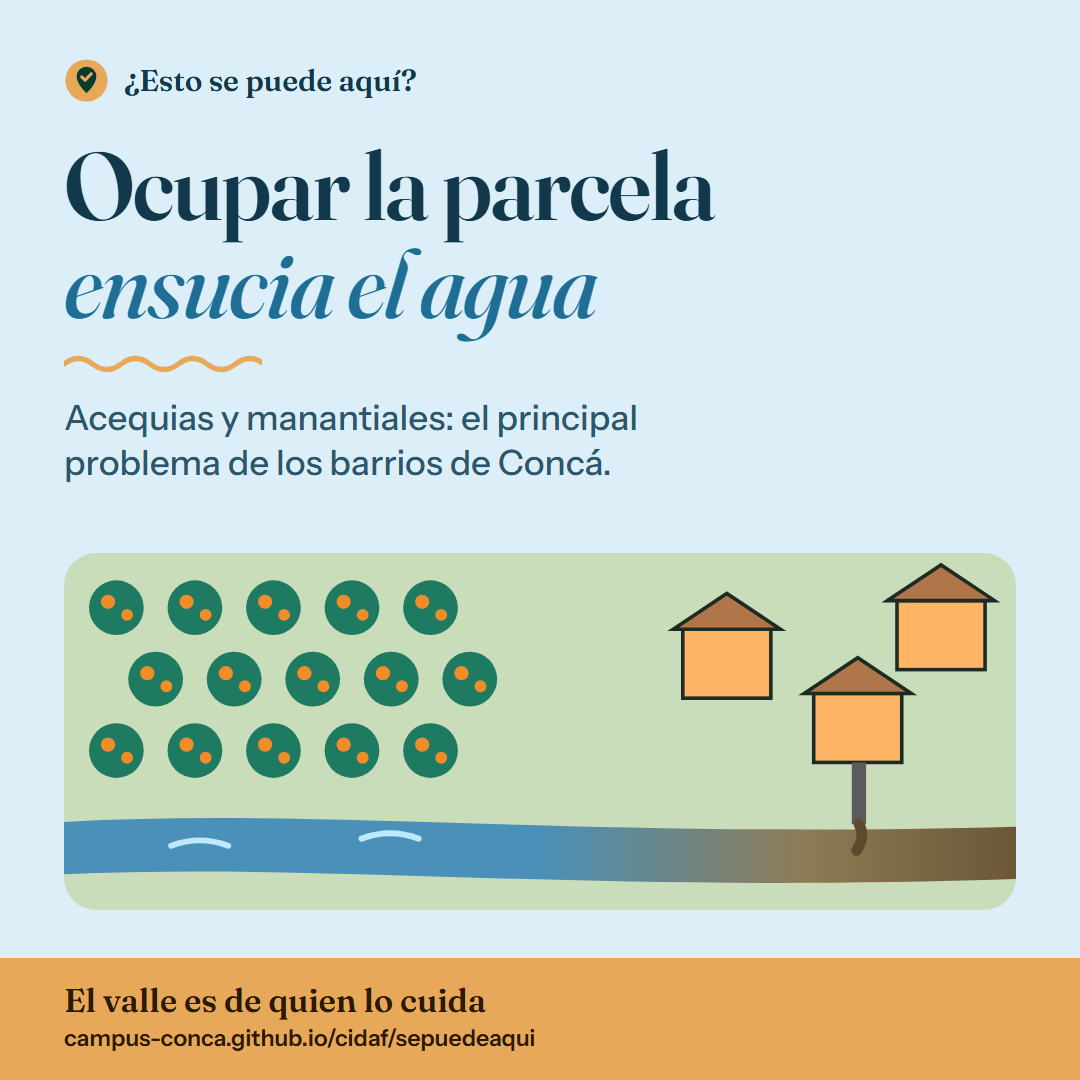 ¿Esto se puede aquí?
Ocupar la parcela
ensucia el agua
Acequias y manantiales: el principal
problema de los barrios de Concá.
El valle es de quien lo cuida
campus-conca.github.io/cidaf/sepuedeaqui